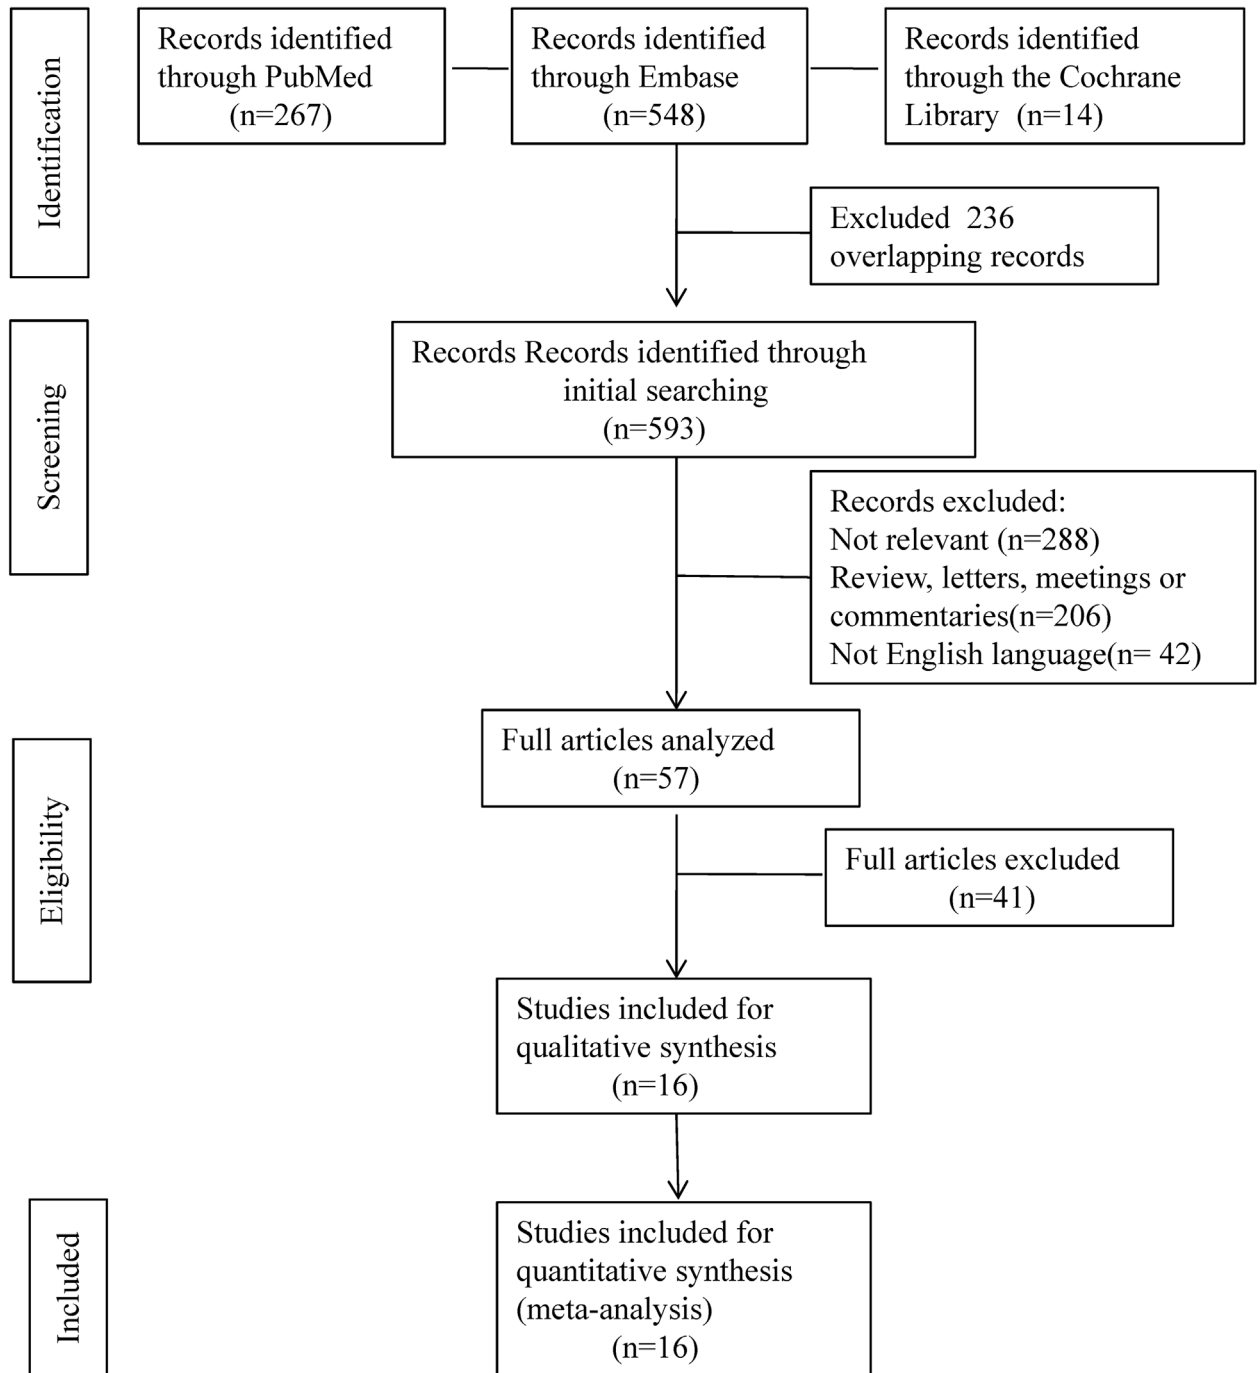 Identification
Records identified
through PubMed
(n=267)
Records identified
through Embase
(n=548)
Records identified
through the Cochrane
Library (n=14)
Excluded 236
overlapping records
Screening
Records Records identified through
initial searching
(n=593)
Records excluded:
Not relevant (n=288)
Review, letters, meetings or
commentaries(n=206)
Not English language(n= 42)
Eligibility
Full articles analyzed
(n=57)
Full articles excluded
(n=41)
Studies included for
qualitative synthesis
(n=16)
Included
Studies included for
quantitative synthesis
(meta-analysis)
(n=16)